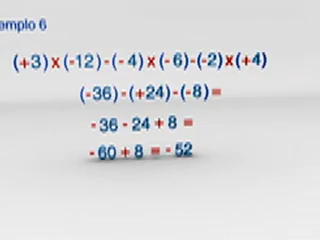 emplo 6
(+3)x(-12)-(-4)x(-6)-(-2)x(+4)
(-36)-(+24)-(-8)=
-36-24+8=
-60+8=-52